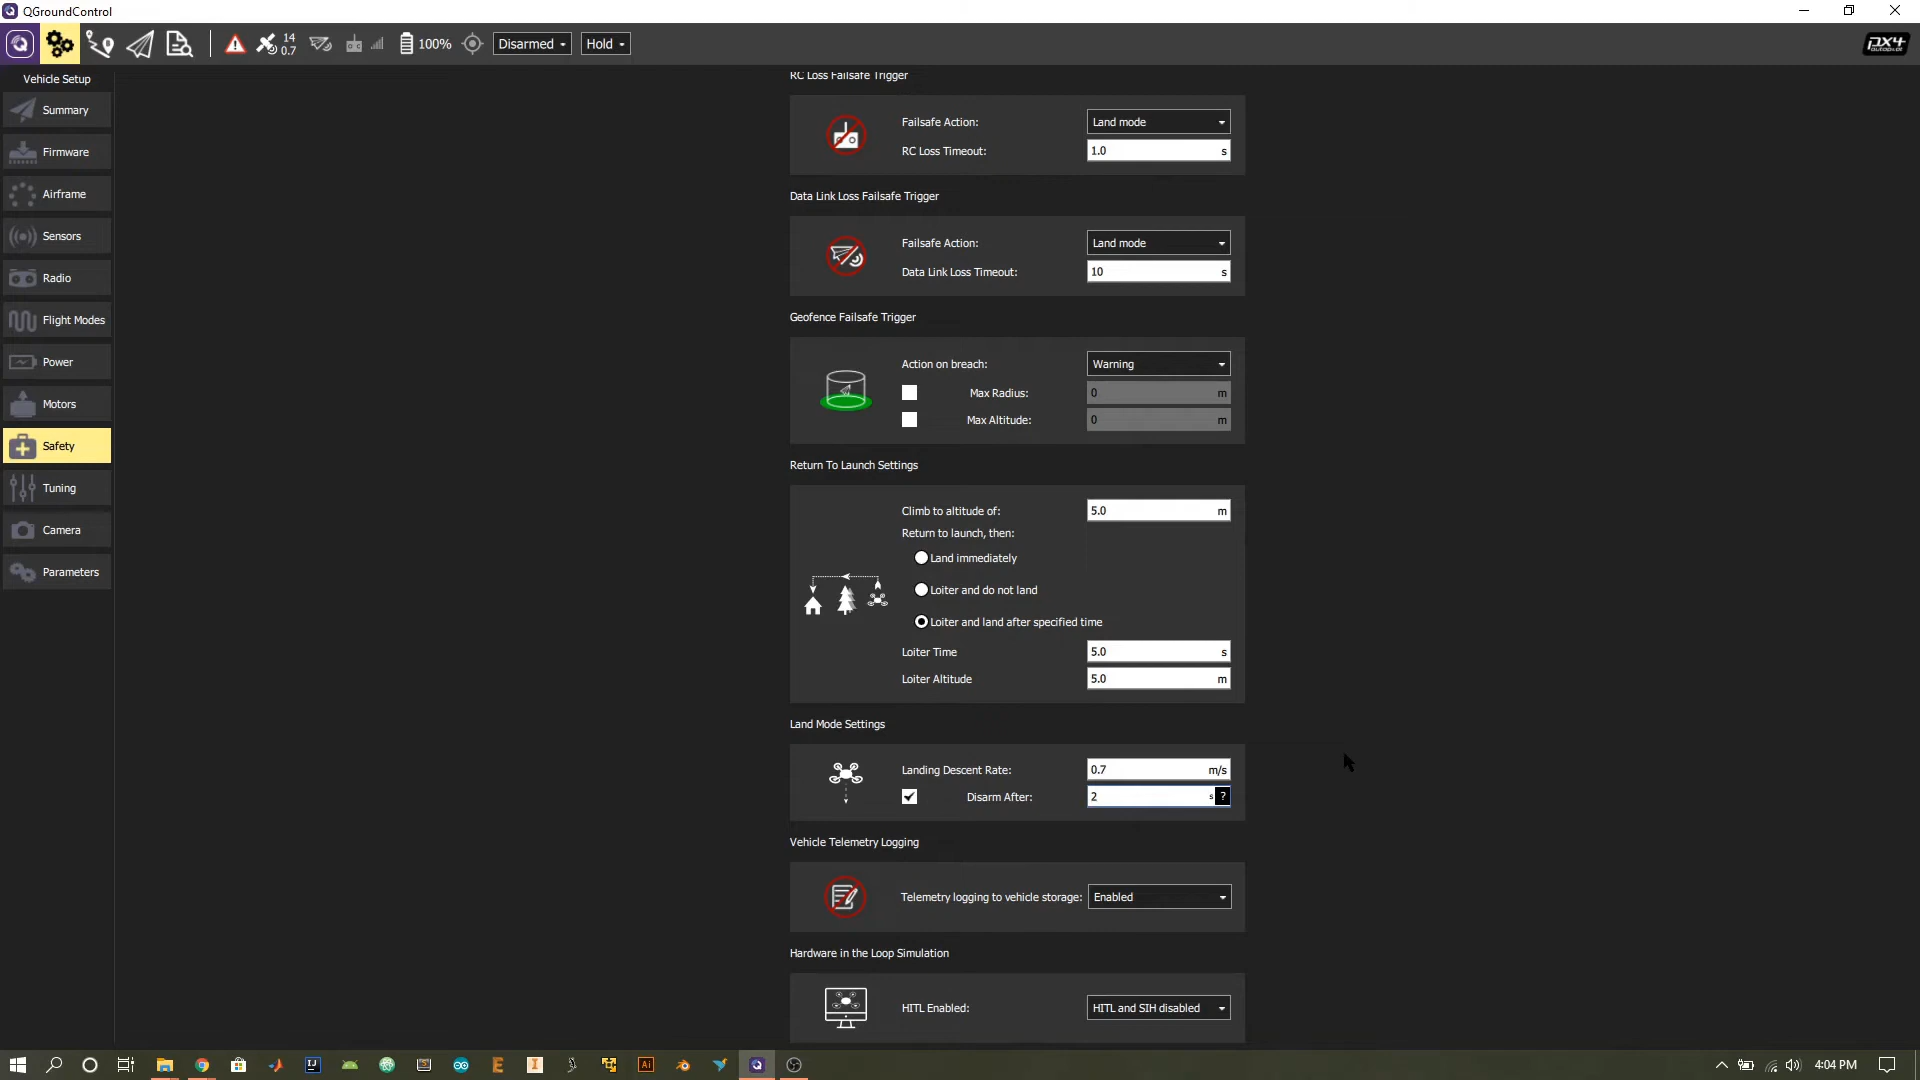 QGroundControl
14
0.7
100%
Disarmed
Hold
px4
autopilot
Vehicle Setup
Summary
Firmware
Airframe
Sensors
Radio
Flight Modes
Power
Motors
Safety
Tuning
Camera
Parameters
RC Loss Failsafe Trigger
Failsafe Action: Land mode
RC Loss Timeout: 1.0 s
Data Link Loss Failsafe Trigger
Failsafe Action: Land mode
Data Link Loss Timeout: 10 s
Geofence Failsafe Trigger
Action on breach: Warning
Max Radius: 0 m
Max Altitude: 0 m
Return To Launch Settings
Climb to altitude of: 5.0 m
Return to launch, then:
Land immediately
Loiter and do not land
Loiter and land after specified time
Loiter Time 5.0 s
Loiter Altitude 5.0 m
Land Mode Settings
Landing Descent Rate: 0.7 m/s
Disarm After: 2 s ?
Vehicle Telemetry Logging
Telemetry logging to vehicle storage: Enabled
Hardware in the Loop Simulation
HITL Enabled: HITL and SIH disabled
4:04 PM